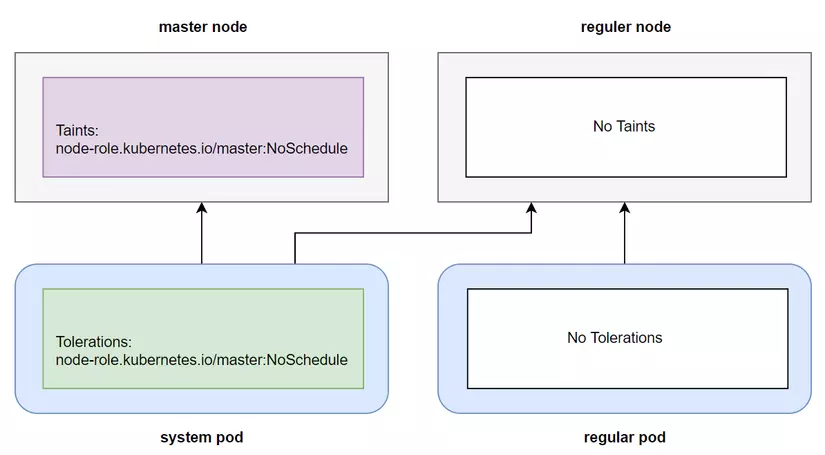 master node
reguler node
Taints:
node-role.kubernetes.io/master:NoSchedule
No Taints
Tolerations:
node-role.kubernetes.io/master:NoSchedule
No Tolerations
system pod
regular pod